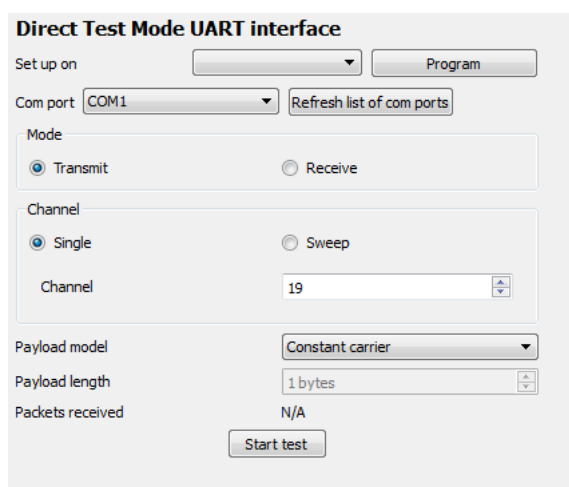 Direct Test Mode UART interface
Set up on Program
Com port COM1 Refresh list of com ports
Mode
Transmit Receive
Channel
Single Sweep
Channel 19
Payload model Constant carrier
Payload length 1 bytes
Packets received N/A
Start test